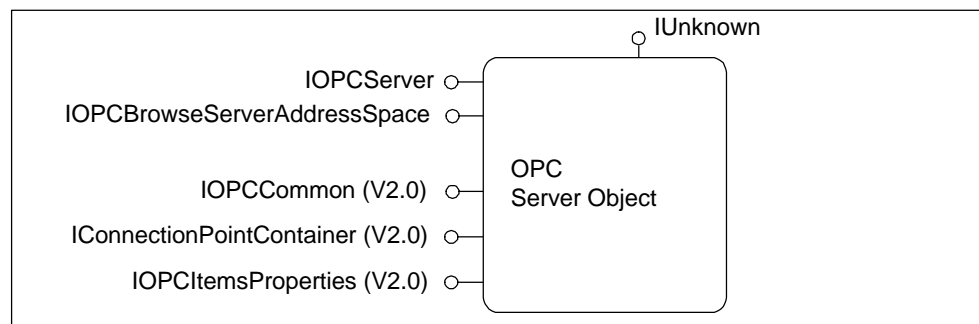 IUnknown
IOPCServer
IOPCBrowseServerAddressSpace
IOPCCommon (V2.0)
IConnectionPointContainer (V2.0)
IOPCItemsProperties (V2.0)
OPC
Server Object